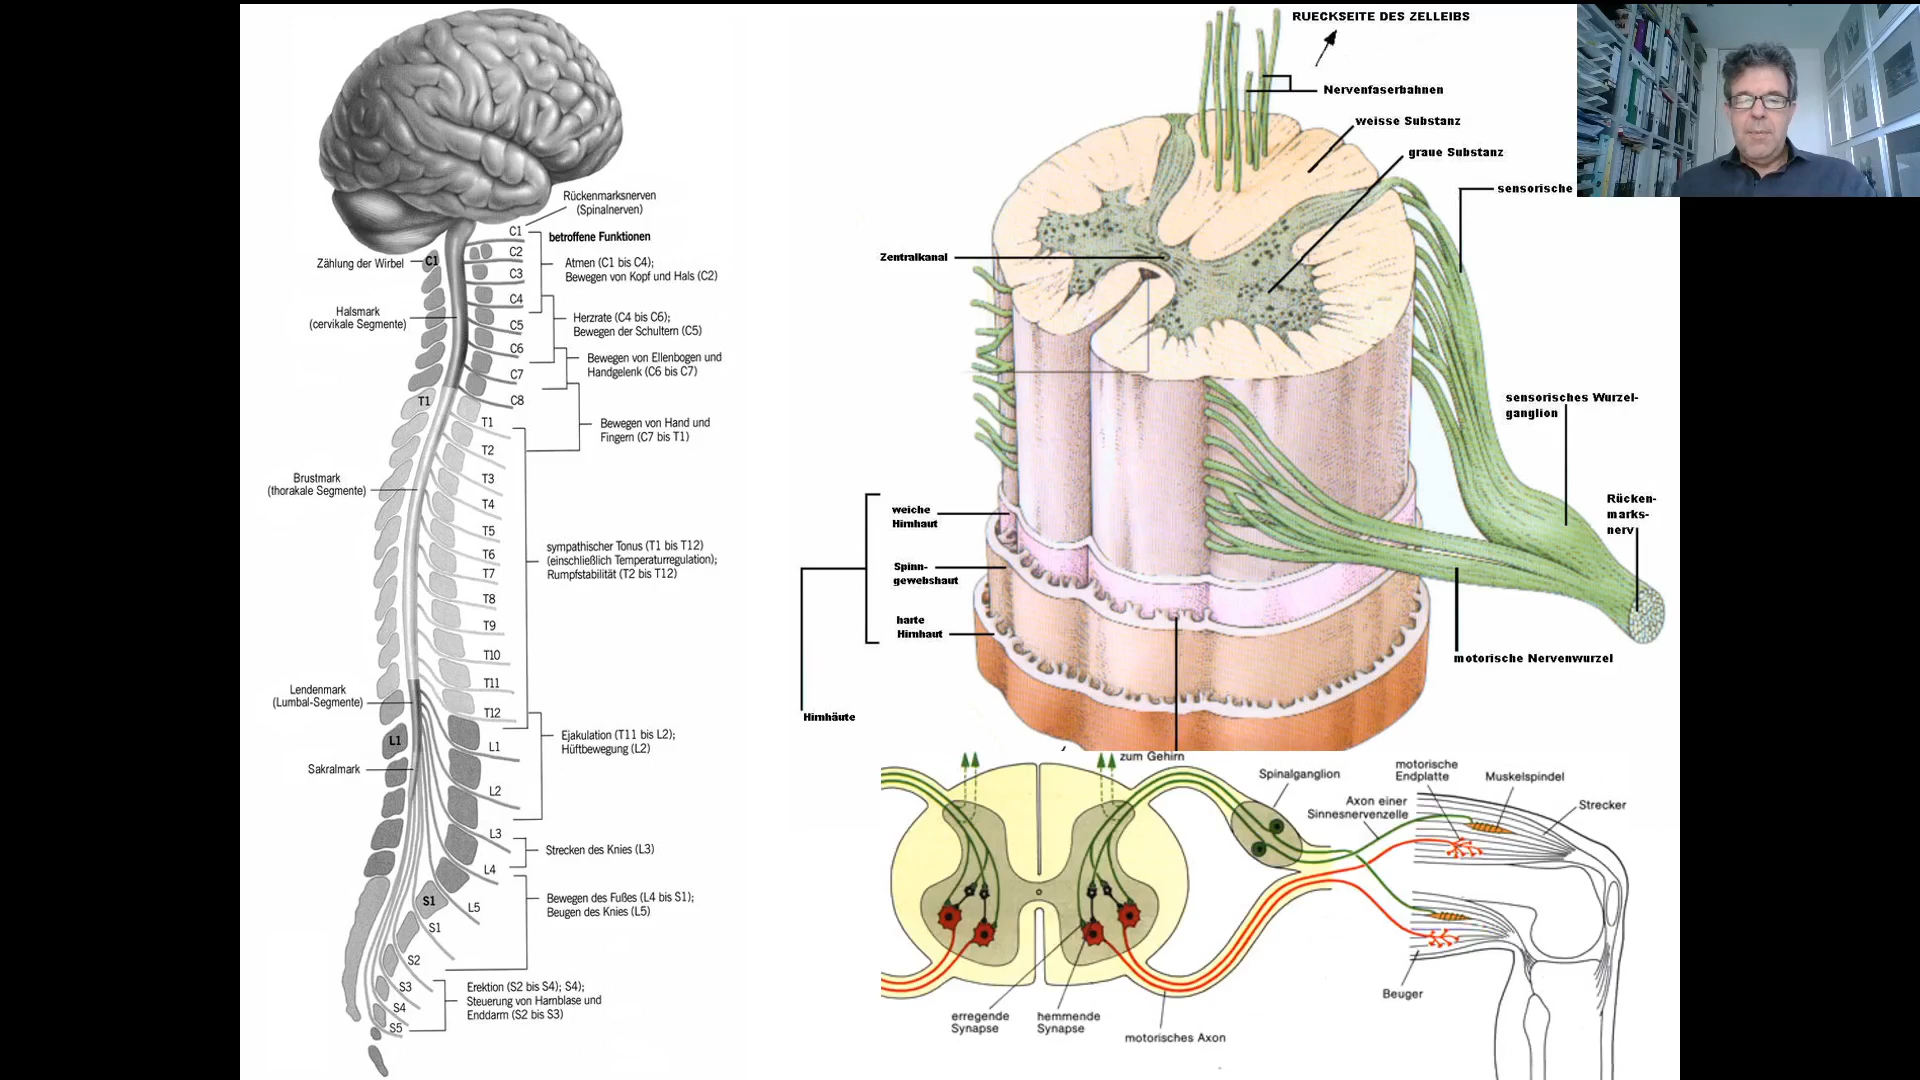 Rückenmarksnerven
(Spinalnerven)
C1
betroffene Funktionen
C2
Zählung der Wirbel
C1
Atmen (C1 bis C4);
Bewegen von Kopf und Hals (C2)
C3
C4
Halsmark
(cervikale Segmente)
Herzrate (C4 bis C6);
Bewegen der Schultern (C5)
C5
C6
Bewegen von Ellenbogen und
Handgelenk (C6 bis C7)
C7
T1
C8
T1
Bewegen von Hand und
Fingern (C7 bis T1)
T2
Brustmark
(thorakale Segmente)
T3
T4
T5
sympathischer Tonus (T1 bis T12)
(einschließlich Temperaturregulation);
Rumpfstabilität (T2 bis T12)
T6
T7
T8
T9
T10
T11
Lendenmark
(Lumbal-Segmente)
T12
L1
Ejakulation (T11 bis L2);
Hüftbewegung (L2)
L1
Sakralmark
L2
L3
Strecken des Knies (L3)
L4
S1
L5
Bewegen des Fußes (L4 bis S1);
Beugen des Knies (L5)
S1
S2
S3
S4
S5
Erektion (S2 bis S4); S4);
Steuerung von Harnblase und
Enddarm (S2 bis S3)
RUECKSEITE DES ZELLEIBS
Nervenfaserbahnen
weisse Substanz
graue Substanz
sensorische
Zentralkanal
sensorisches Wurzel-
ganglion
Rücken-
marks-
nerv
weiche
Hirnhaut
Spinn-
gewebshaut
harte
Hirnhaut
motorische Nervenwurzel
Hirnhäute
zum Gehirn
Spinalganglion
motorische
Endplatte
Muskelspindel
Axon einer
Sinnesnervenzelle
Strecker
Beuger
erregende
Synapse
hemmende
Synapse
motorisches Axon